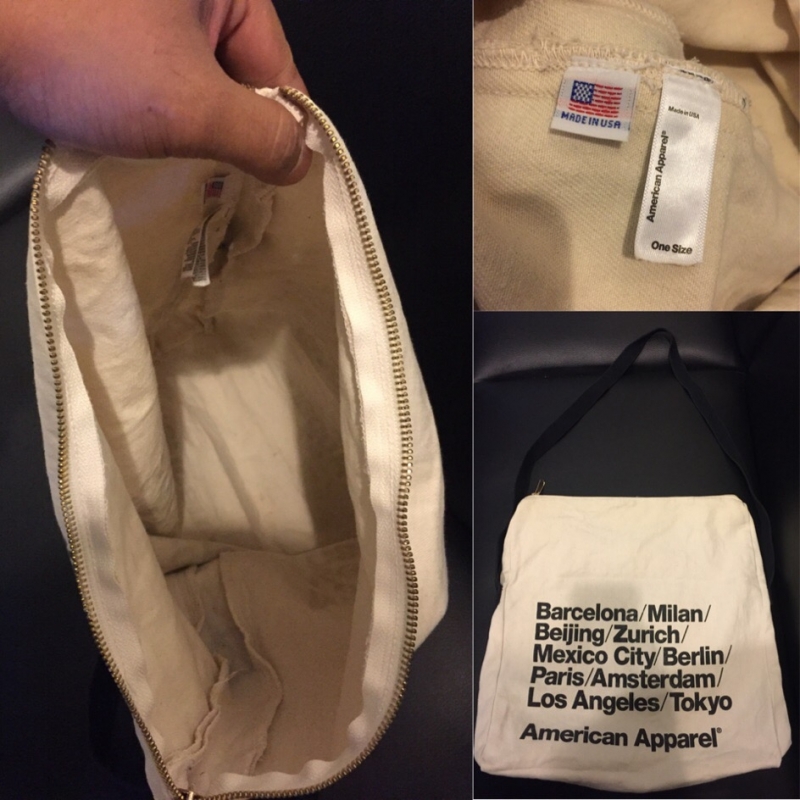 MADE IN USA
Made in USA
American Apparel®
One Size
Barcelona/Milan/
Beijing/Zurich/
Mexico City/Berlin/
Paris/Amsterdam/
Los Angeles/Tokyo
American Apparel®